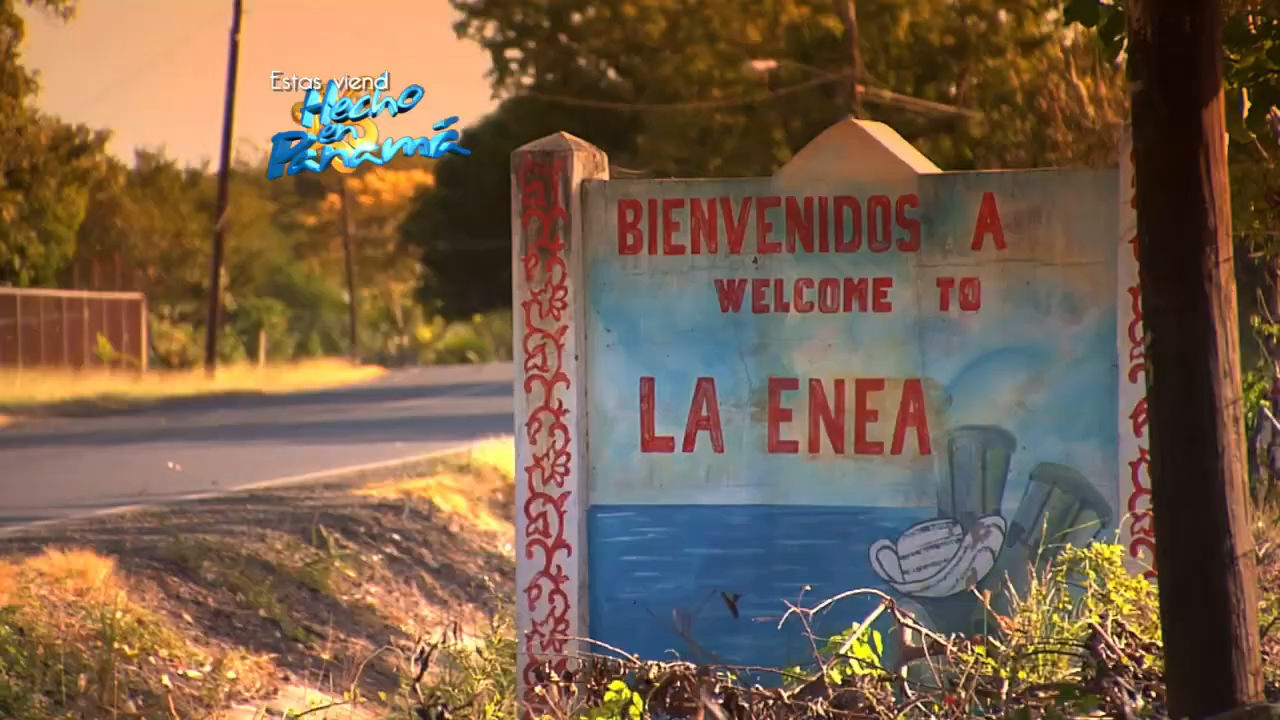 Estas viend
Hecho
en
Panamá
BIENVENIDOS A
WELCOME TO
LA ENEA